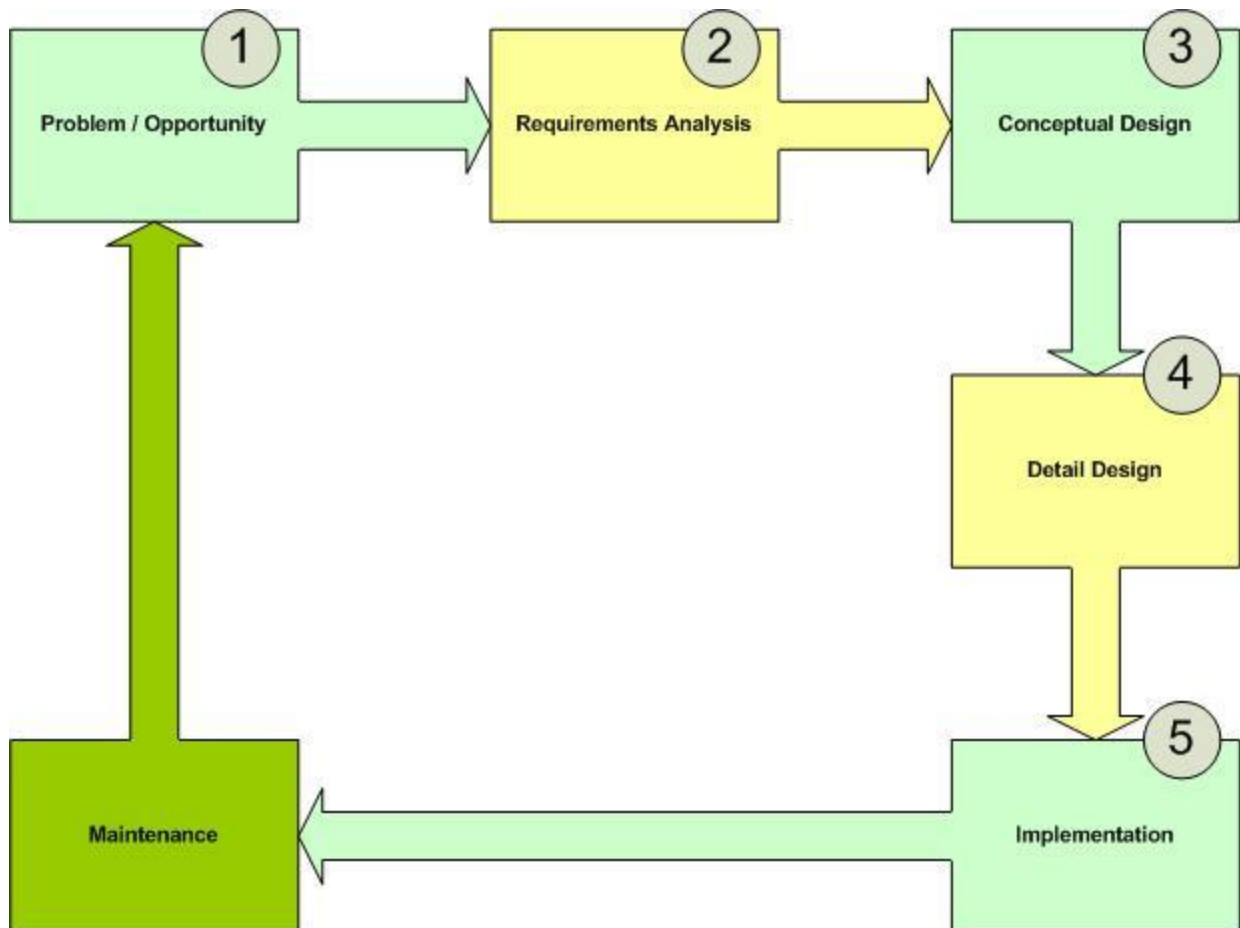 1
Problem / Opportunity
2
Requirements Analysis
3
Conceptual Design
4
Detail Design
5
Implementation
Maintenance